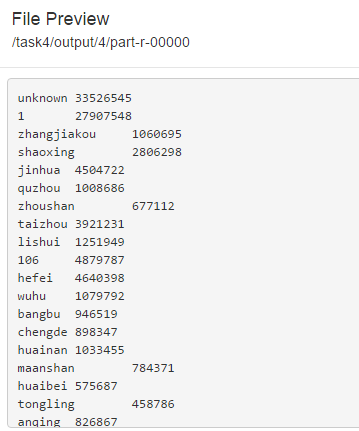 File Preview
/task4/output/4/part-r-00000
unknown 33526545
1 27907548
zhangjiakou 1060695
shaoxing 2806298
jinhua 4504722
quzhou 1008686
zhoushan 677112
taizhou 3921231
lishui 1251949
106 4879787
hefei 4640398
wuhu 1079792
bangbu 946519
chengde 898347
huainan 1033455
maanshan 784371
huaibei 575687
tongling 458786
anqing 826867